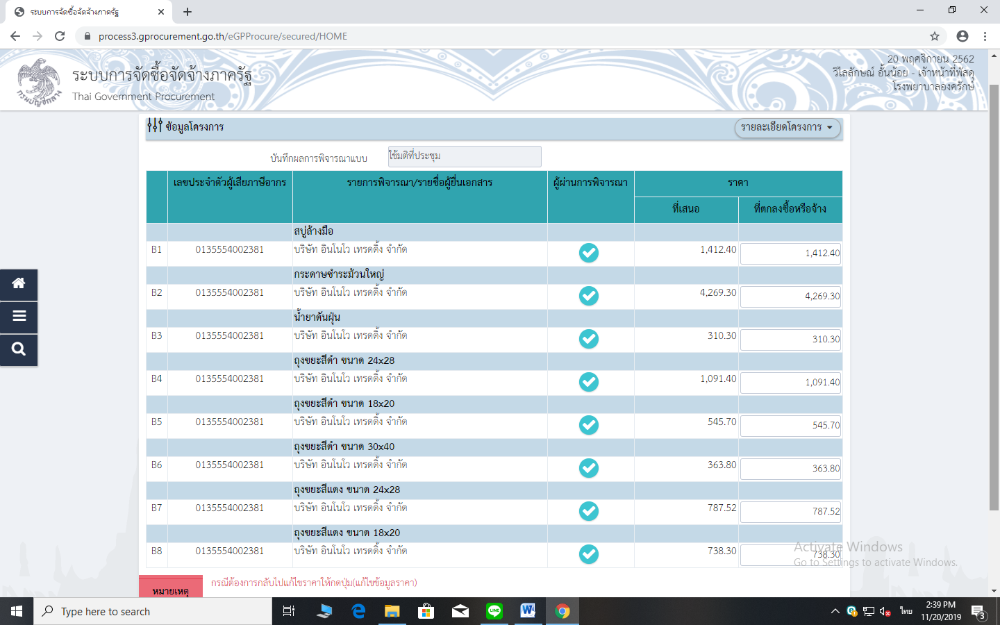 ระบบการจัดซื้อจัดจ้างภาครัฐ
process3.gprocurement.go.th/eGPProcure/secured/HOME
ระบบการจัดซื้อจัดจ้างภาครัฐ
Thai Government Procurement
กรมบัญชีกลาง
20 พฤศจิกายน 2562
วิไลลักษณ์ อั้นน้อย - เจ้าหน้าที่พัสดุ
โรงพยาบาลองครักษ์
ข้อมูลโครงการ
รายละเอียดโครงการ
บันทึกผลการพิจารณาแบบ ใช้มติที่ประชุม
เลขประจำตัวผู้เสียภาษีอากร รายการพิจารณา/รายชื่อผู้ยื่นเอกสาร ผู้ผ่านการพิจารณา ราคา
ที่เสนอ ที่ตกลงซื้อหรือจ้าง
สบู่ล้างมือ
B1 0135554002381 บริษัท อินโนโว เทรดดิ้ง จำกัด 1,412.40 1,412.40
กระดาษชำระม้วนใหญ่
B2 0135554002381 บริษัท อินโนโว เทรดดิ้ง จำกัด 4,269.30 4,269.30
น้ำยาดันฝุ่น
B3 0135554002381 บริษัท อินโนโว เทรดดิ้ง จำกัด 310.30 310.30
ถุงขยะสีดำ ขนาด 24x28
B4 0135554002381 บริษัท อินโนโว เทรดดิ้ง จำกัด 1,091.40 1,091.40
ถุงขยะสีดำ ขนาด 18x20
B5 0135554002381 บริษัท อินโนโว เทรดดิ้ง จำกัด 545.70 545.70
ถุงขยะสีดำ ขนาด 30x40
B6 0135554002381 บริษัท อินโนโว เทรดดิ้ง จำกัด 363.80 363.80
ถุงขยะสีแดง ขนาด 24x28
B7 0135554002381 บริษัท อินโนโว เทรดดิ้ง จำกัด 787.52 787.52
ถุงขยะสีแดง ขนาด 18x20
B8 0135554002381 บริษัท อินโนโว เทรดดิ้ง จำกัด 738.30 738.30
Activate Windows
Go to Settings to activate Windows.
หมายเหตุ กรณีต้องการกลับไปแก้ไขราคาให้กดปุ่ม(แก้ไขข้อมูลราคา)
Type here to search
LINE
ไทย
2:39 PM
11/20/2019
3